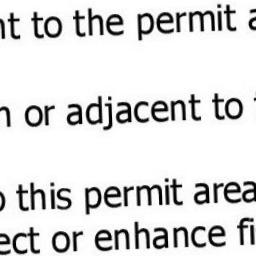 nt to the permit a
n or adjacent to
o this permit area
ect or enhance fi